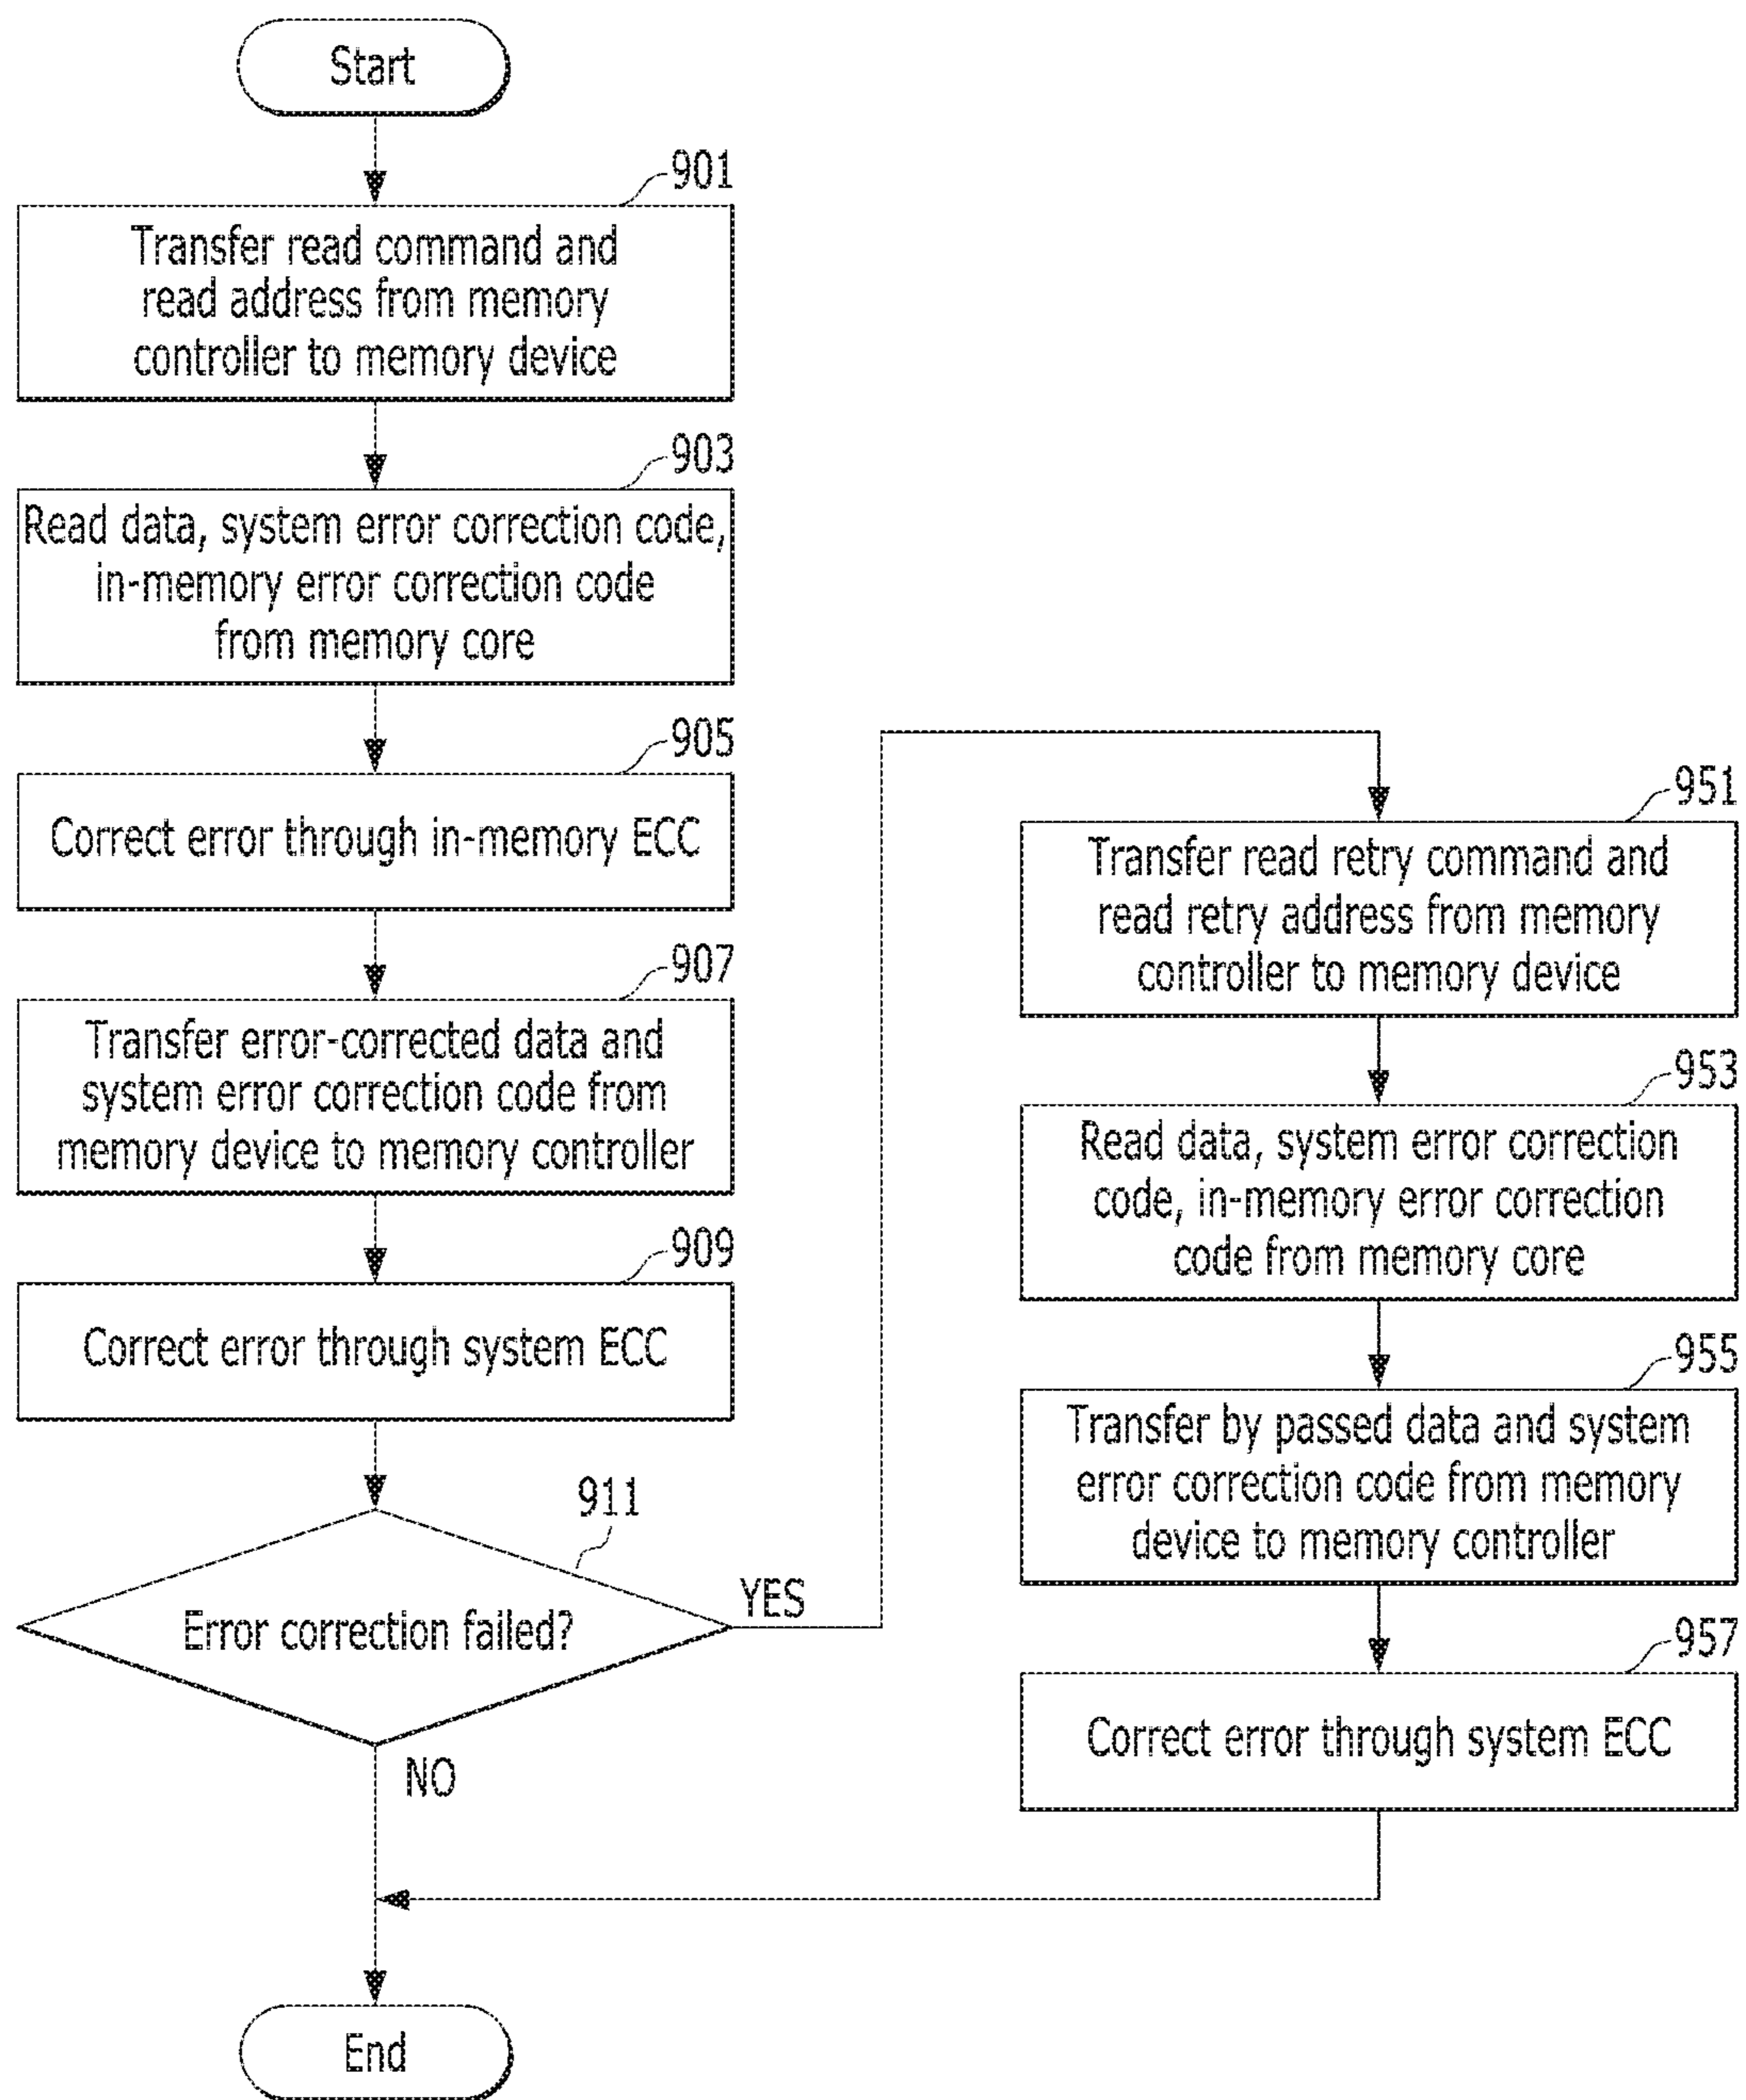 Start
901
Transfer read command and
read address from memory
controller to memory device
903
Read data, system error correction code,
in-memory error correction code
from memory core
905
Correct error through in-memory ECC
907
Transfer error-corrected data and
system error correction code from
memory device to memory controller
909
Correct error through system ECC
911
Error correction failed?
YES
NO
951
Transfer read retry command and
read retry address from memory
controller to memory device
953
Read data, system error correction
code, in-memory error correction
code from memory core
955
Transfer by passed data and system
error correction code from memory
device to memory controller
957
Correct error through system ECC
End